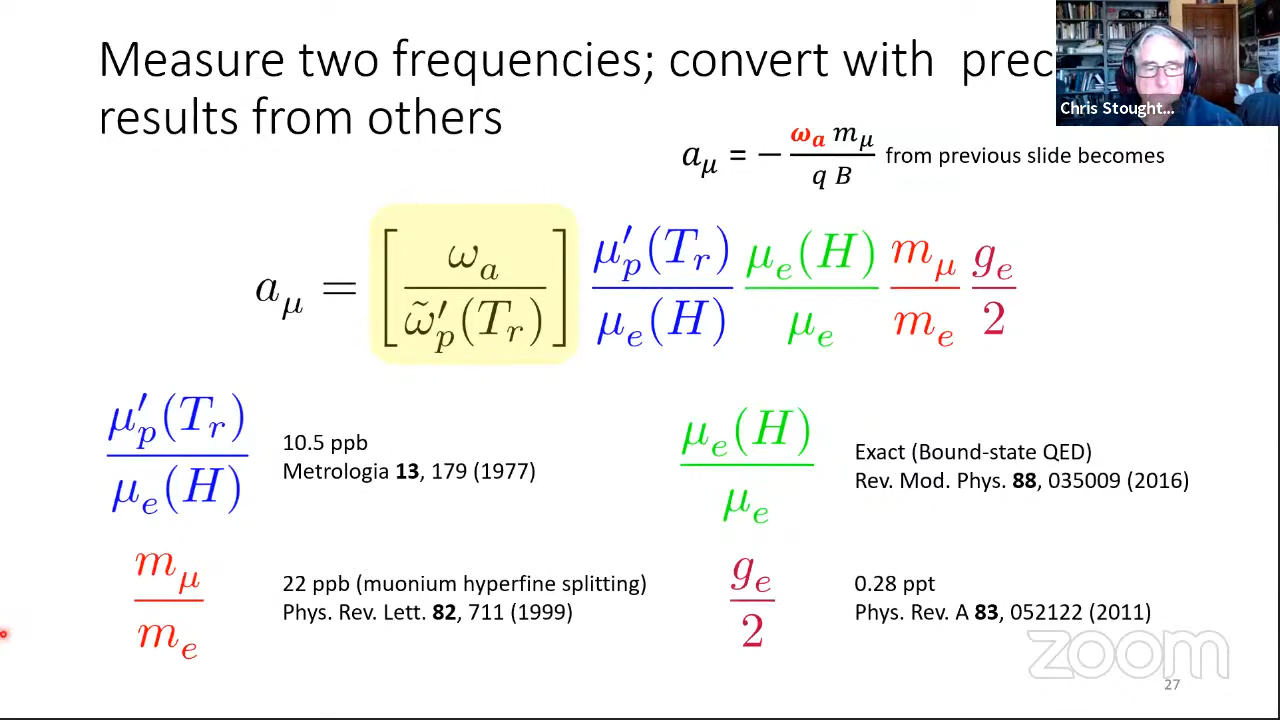 Measure two frequencies; convert with prec
results from others
Chris Stought...
a_μ = − ω_a m_μ / q B from previous slide becomes
a_μ = [ ω_a / ω̃′_p(T_r) ] μ′_p(T_r) / μ_e(H) μ_e(H) / μ_e m_μ / m_e g_e / 2
μ′_p(T_r) / μ_e(H)
10.5 ppb
Metrologia 13, 179 (1977)
μ_e(H) / μ_e
Exact (Bound-state QED)
Rev. Mod. Phys. 88, 035009 (2016)
m_μ / m_e
22 ppb (muonium hyperfine splitting)
Phys. Rev. Lett. 82, 711 (1999)
g_e / 2
0.28 ppt
Phys. Rev. A 83, 052122 (2011)
zoom
27